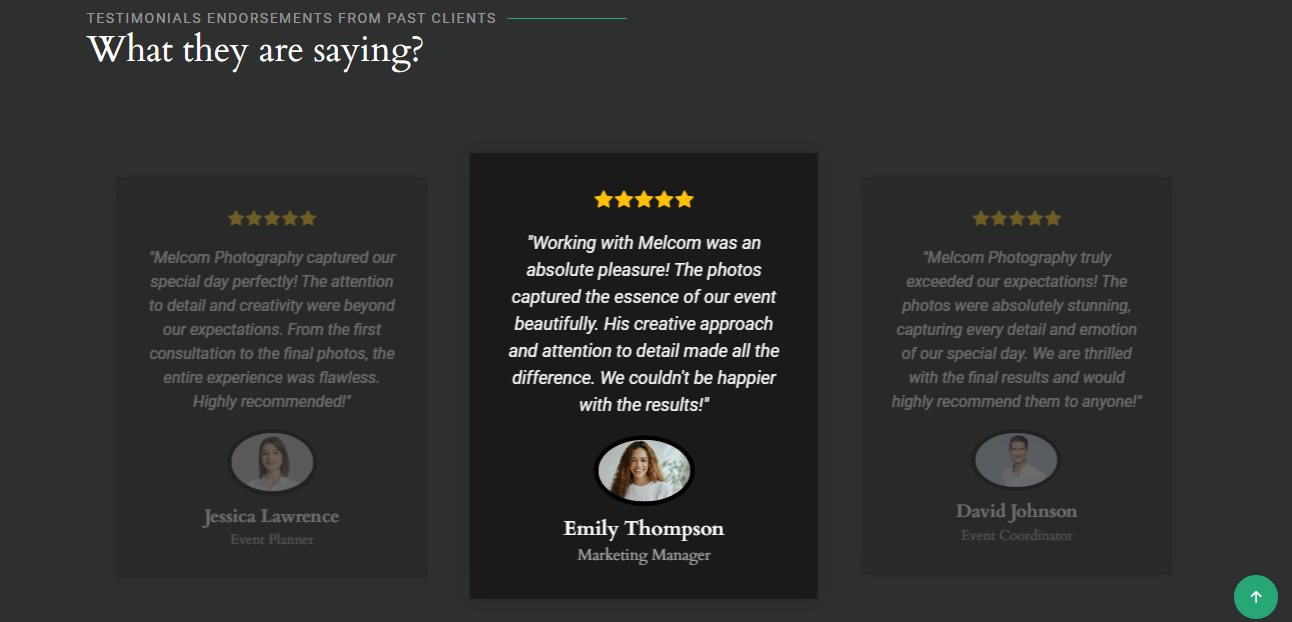 TESTIMONIALS ENDORSEMENTS FROM PAST CLIENTS
What they are saying?
"Melcom Photography captured our
special day perfectly! The attention
to detail and creativity were beyond
our expectations. From the first
consultation to the final photos, the
entire experience was flawless.
Highly recommended!"
Jessica Lawrence
Event Planner
"Working with Melcom was an
absolute pleasure! The photos
captured the essence of our event
beautifully. His creative approach
and attention to detail made all the
difference. We couldn't be happier
with the results!"
Emily Thompson
Marketing Manager
"Melcom Photography truly
exceeded our expectations! The
photos were absolutely stunning,
capturing every detail and emotion
of our special day. We are thrilled
with the final results and would
highly recommend them to anyone!"
David Johnson
Event Coordinator